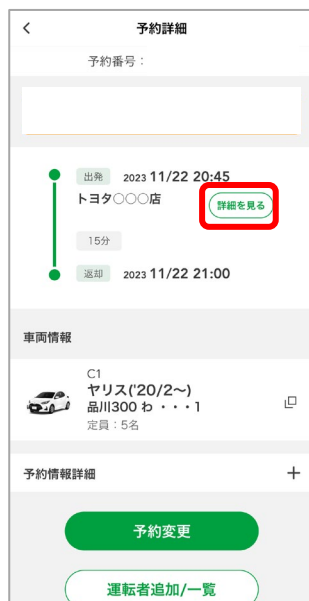 予約詳細
予約番号：
出発 2023 11/22 20:45
トヨタ○○○店
詳細を見る
15分
返却 2023 11/22 21:00
車両情報
C1
ヤリス('20/2〜)
品川300 わ ・・・1
定員：5名
予約情報詳細
予約変更
運転者追加/一覧